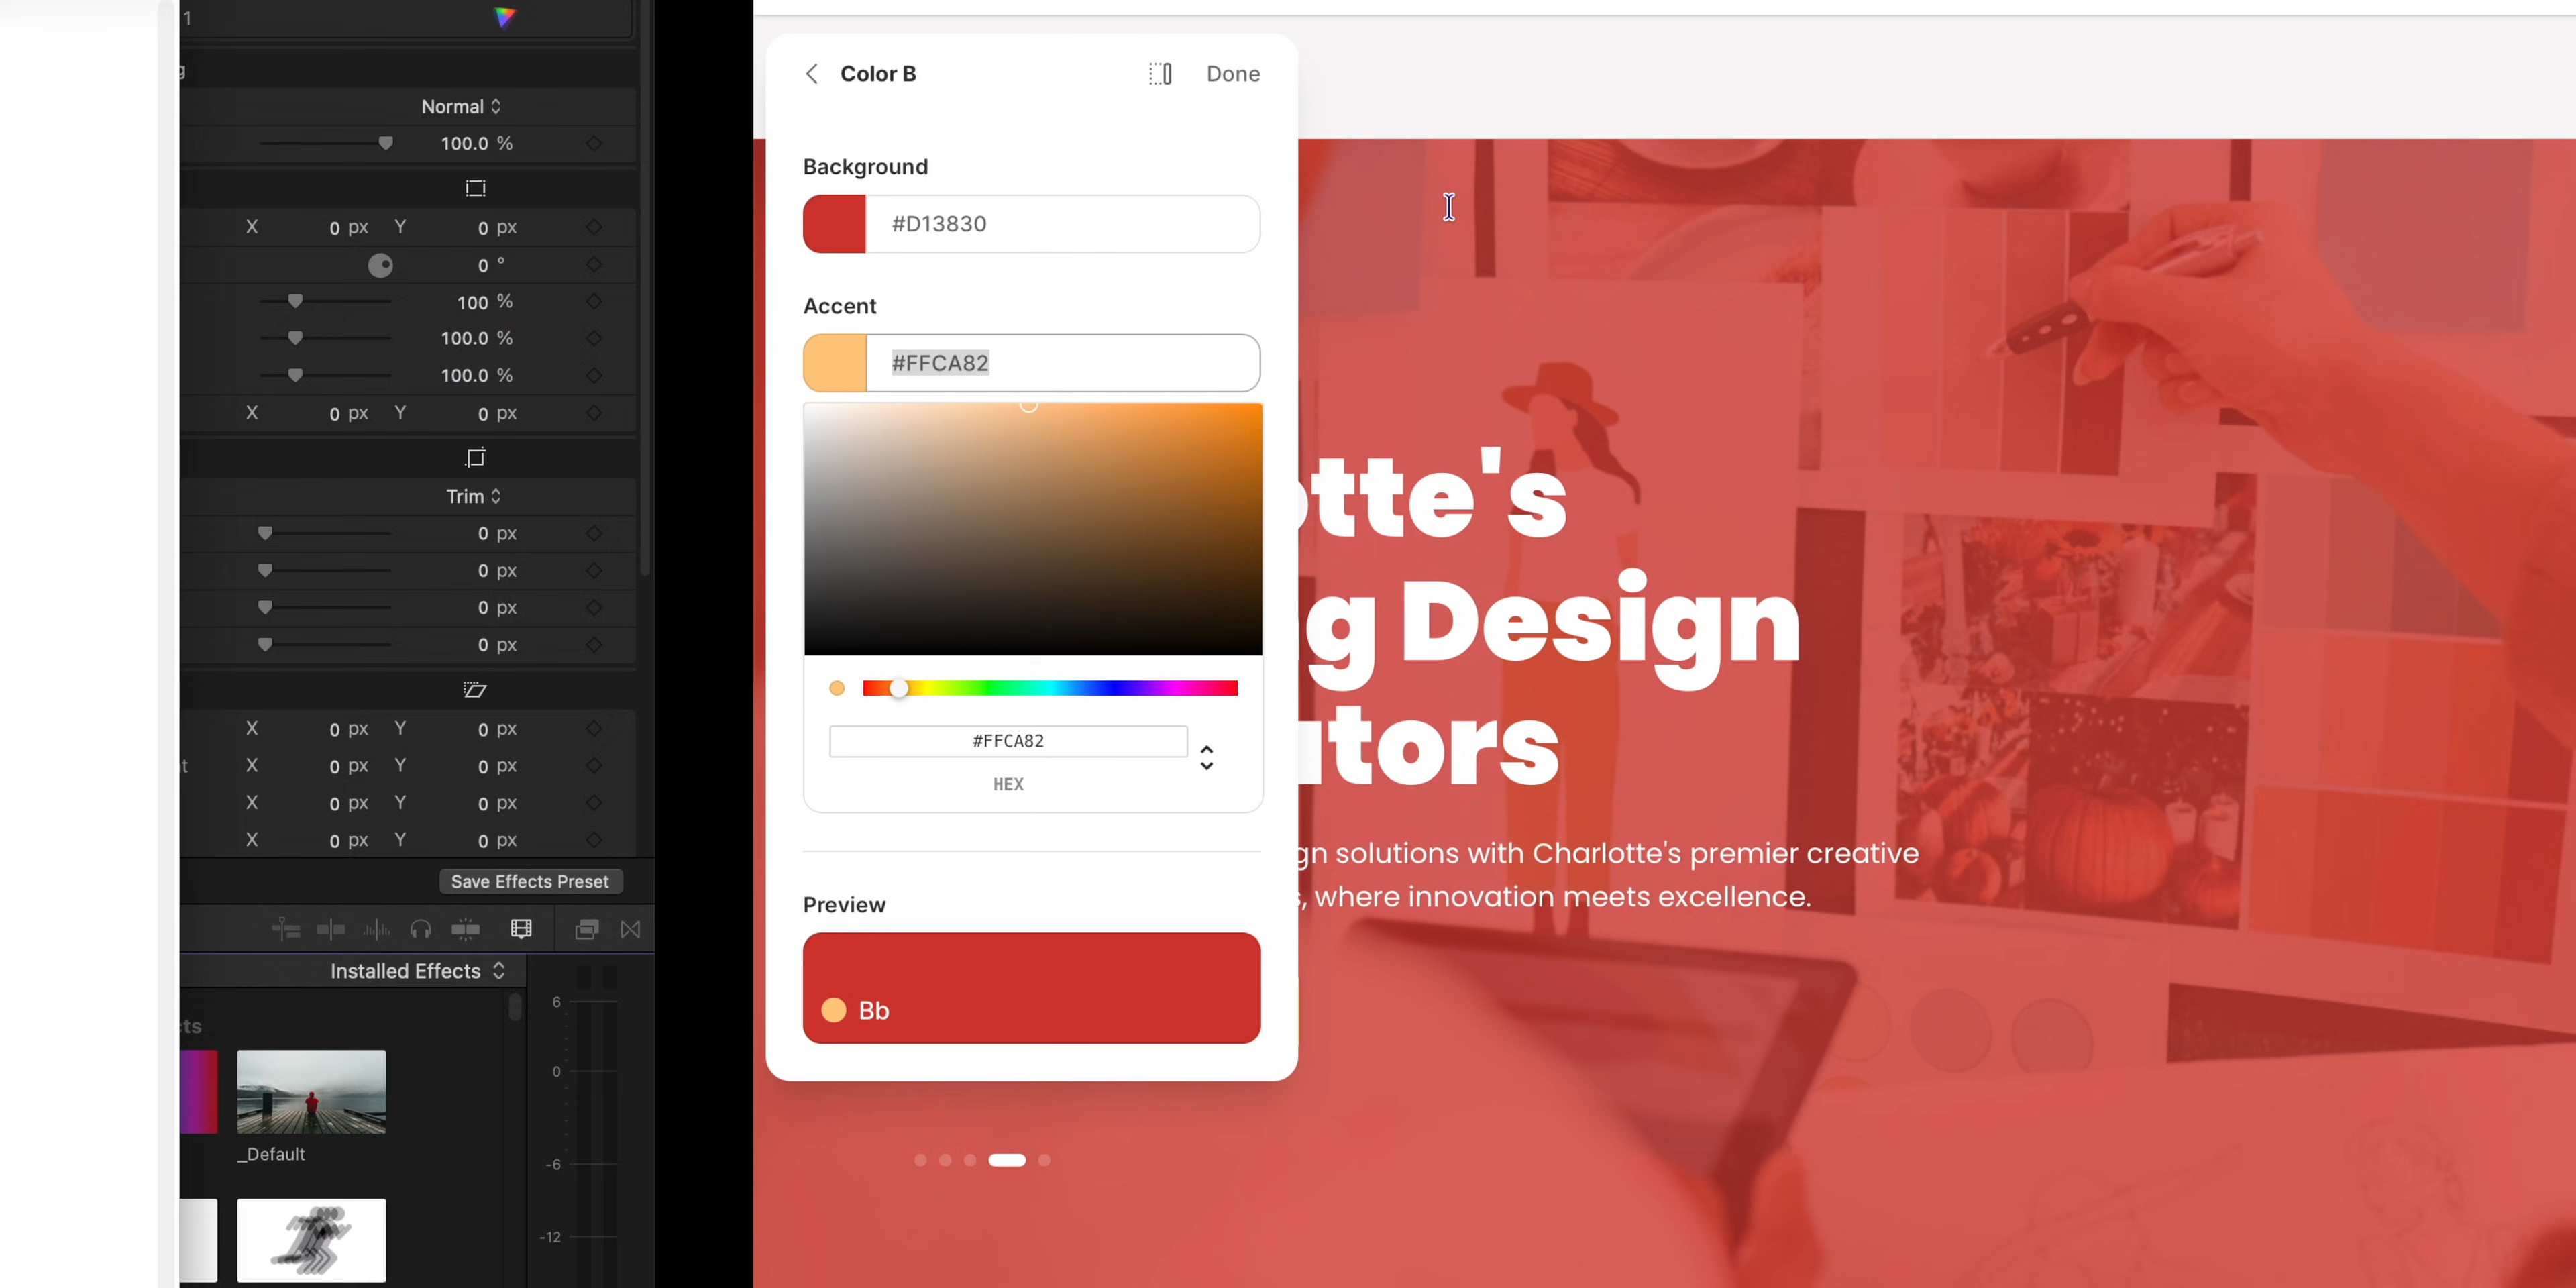 1
g
Normal
100.0 %
X 0 px Y 0 px
0 °
100 %
100.0 %
100.0 %
X 0 px Y 0 px
Trim
0 px
0 px
0 px
0 px
X 0 px Y 0 px
t X 0 px Y 0 px
X 0 px Y 0 px
X 0 px Y 0 px
Save Effects Preset
Installed Effects
cts
_Default
6
0
-6
-12
Color B
Done
Background
#D13830
Accent
#FFCA82
#FFCA82
HEX
Preview
Bb
otte's
g Design
ators
gn solutions with Charlotte's premier creative
s, where innovation meets excellence.